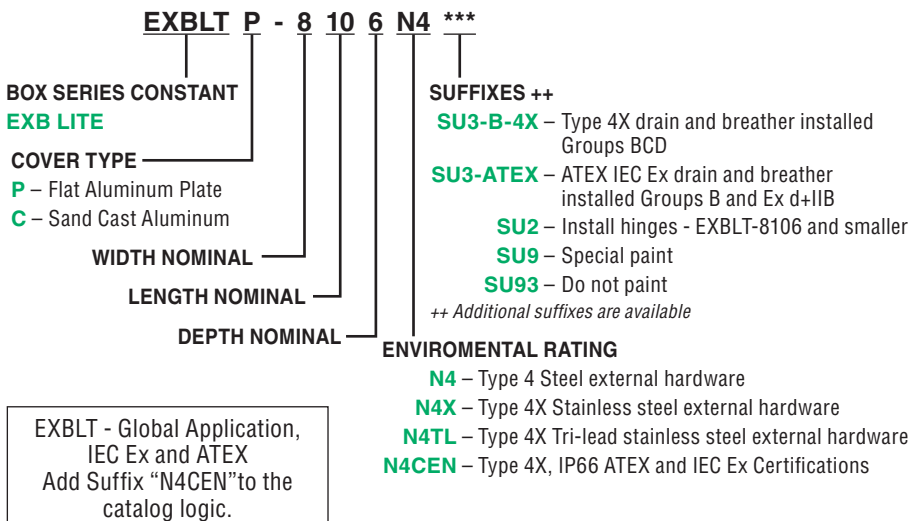 EXBLT P - 8 10 6 N4 ***
BOX SERIES CONSTANT
EXB LITE
COVER TYPE
P – Flat Aluminum Plate
C – Sand Cast Aluminum
WIDTH NOMINAL
LENGTH NOMINAL
DEPTH NOMINAL
SUFFIXES ++
SU3-B-4X – Type 4X drain and breather installed
Groups BCD
SU3-ATEX – ATEX IEC Ex drain and breather
installed Groups B and Ex d+IIB
SU2 – Install hinges - EXBLT-8106 and smaller
SU9 – Special paint
SU93 – Do not paint
++ Additional suffixes are available
ENVIROMENTAL RATING
N4 – Type 4 Steel external hardware
N4X – Type 4X Stainless steel external hardware
N4TL – Type 4X Tri-lead stainless steel external hardware
N4CEN – Type 4X, IP66 ATEX and IEC Ex Certifications
EXBLT - Global Application,
IEC Ex and ATEX
Add Suffix “N4CEN”to the
catalog logic.